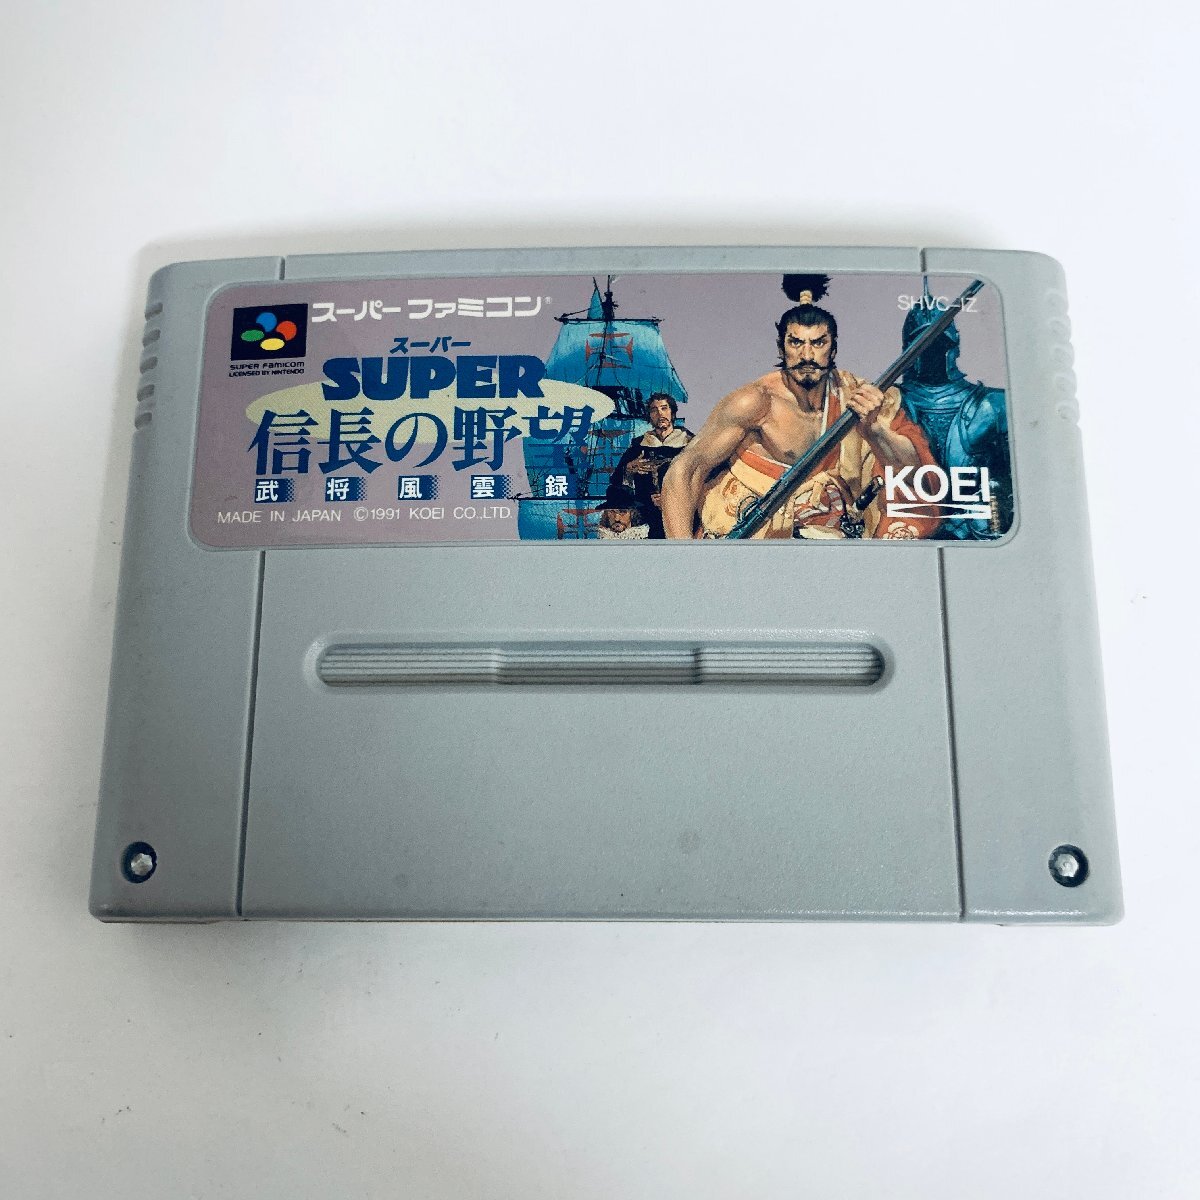 スーパーファミコン®
SHVC-IZ
SUPER FAMICOM
LICENSED BY NINTENDO
スーパー
SUPER
信長の野望
武将風雲録
KOEI
MADE IN JAPAN ©1991 KOEI CO.,LTD.